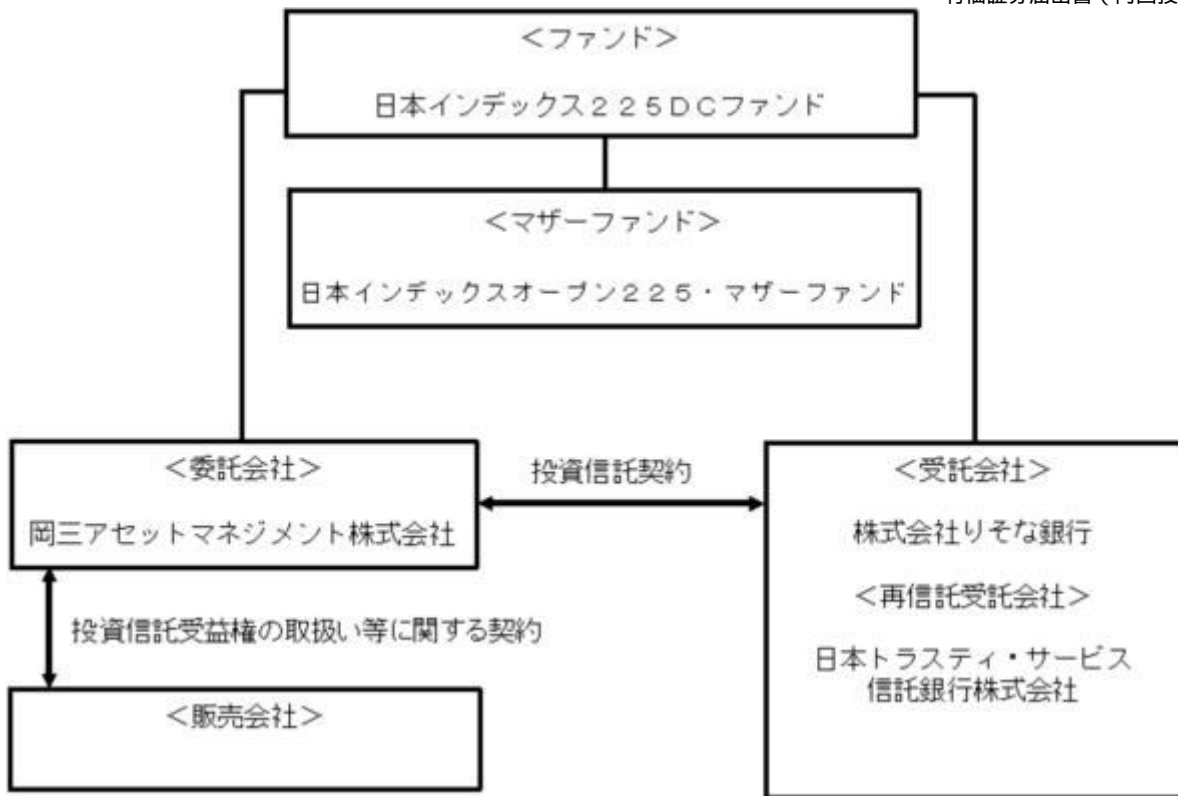 ＜ファンド＞
日本インデックス２２５ＤＣファンド
＜マザーファンド＞
日本インデックスオープン２２５・マザーファンド
＜委託会社＞
岡三アセットマネジメント株式会社
投資信託契約
＜受託会社＞
株式会社りそな銀行
＜再信託受託会社＞
日本トラスティ・サービス
信託銀行株式会社
投資信託受益権の取扱い等に関する契約
＜販売会社＞